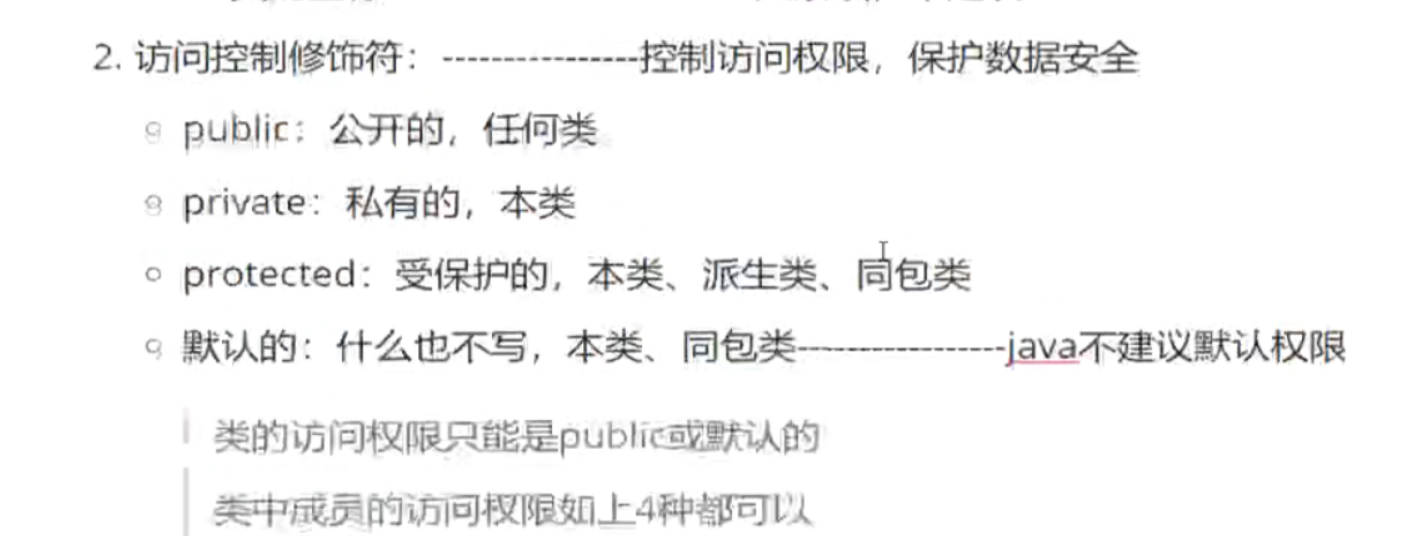 2. 访问控制修饰符：----------------控制访问权限，保护数据安全
public：公开的，任何类
private：私有的，本类
protected：受保护的，本类、派生类、同包类
默认的：什么也不写，本类、同包类-----------------java不建议默认权限
类的访问权限只能是public或默认的
类中成员的访问权限如上4种都可以